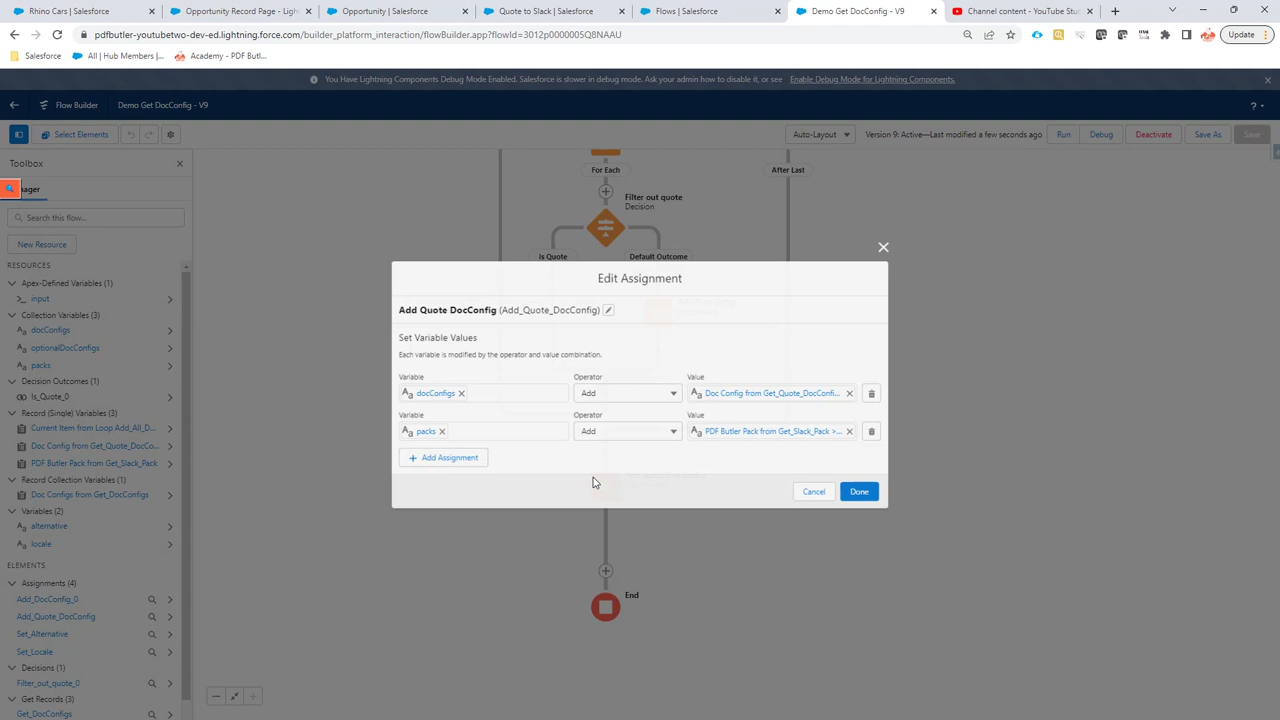 Rhino Cars | Salesforce
Opportunity Record Page - Ligh
Opportunity | Salesforce
Quote to Slack | Salesforce
Flows | Salesforce
Demo Get DocConfig - V9
Channel content - YouTube Stu
pdfbutler-youtubetwo-dev-ed.lightning.force.com/builder_platform_interaction/flowBuilder.app?flowId=3012p0000005Q8NAAU
Update
Salesforce
All | Hub Members |...
Academy - PDF Butl...
You Have Lightning Components Debug Mode Enabled. Salesforce is slower in debug mode. Ask your admin how to disable it, or see Enable Debug Mode for Lightning Components.
Flow Builder
Demo Get DocConfig - V9
?
Select Elements
Auto-Layout
Version 9: Active—Last modified a few seconds ago
Run
Debug
Deactivate
Save As
Save
Toolbox
nager
Search this flow...
New Resource
RESOURCES
Apex-Defined Variables (1)
input
Collection Variables (3)
docConfigs
optionalDocConfigs
packs
Decision Outcomes (1)
Is_Quote_0
Record (Single) Variables (3)
Current Item from Loop Add_All_D...
Doc Config from Get_Quote_DocCo...
PDF Butler Pack from Get_Slack_Pack
Record Collection Variables (1)
Doc Configs from Get_DocConfigs
Variables (2)
alternative
locale
ELEMENTS
Assignments (4)
Add_DocConfig_0
Add_Quote_DocConfig
Set_Alternative
Set_Locale
Decisions (1)
Filter_out_quote_0
Get Records (3)
Get_DocConfigs
For Each
After Last
Filter out quote
Decision
Is Quote
Default Outcome
Edit Assignment
Add Quote DocConfig (Add_Quote_DocConfig)
Set Variable Values
Each variable is modified by the operator and value combination.
Variable
Operator
Value
docConfigs
Add
Doc Config from Get_Quote_DocConfi...
Variable
Operator
Value
packs
Add
PDF Butler Pack from Get_Slack_Pack >...
Add Assignment
Cancel
Done
End